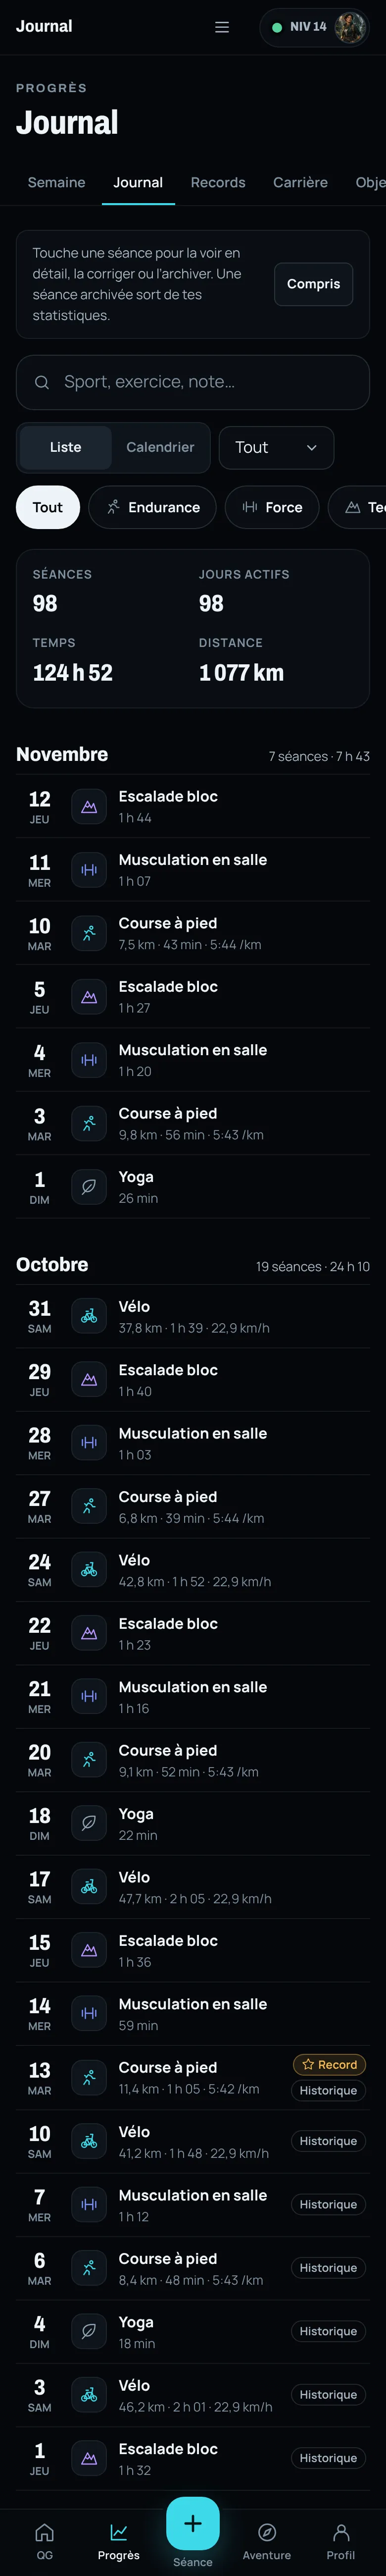 Journal
NIV 14
PROGRÈS
Journal
Semaine Journal Records Carrière Obje
Touche une séance pour la voir en
détail, la corriger ou l'archiver. Une
séance archivée sort de tes
statistiques.
Compris
Sport, exercice, note…
Liste Calendrier Tout
Tout Endurance Force Tec
SÉANCES JOURS ACTIFS
98 98
TEMPS DISTANCE
124 h 52 1 077 km
Novembre 7 séances · 7 h 43
12 Escalade bloc
JEU 1 h 44
11 Musculation en salle
MER 1 h 07
10 Course à pied
MAR 7,5 km · 43 min · 5:44 /km
5 Escalade bloc
JEU 1 h 27
4 Musculation en salle
MER 1 h 20
3 Course à pied
MAR 9,8 km · 56 min · 5:43 /km
1 Yoga
DIM 26 min
Octobre 19 séances · 24 h 10
31 Vélo
SAM 37,8 km · 1 h 39 · 22,9 km/h
29 Escalade bloc
JEU 1 h 40
28 Musculation en salle
MER 1 h 03
27 Course à pied
MAR 6,8 km · 39 min · 5:44 /km
24 Vélo
SAM 42,8 km · 1 h 52 · 22,9 km/h
22 Escalade bloc
JEU 1 h 23
21 Musculation en salle
MER 1 h 16
20 Course à pied
MAR 9,1 km · 52 min · 5:43 /km
18 Yoga
DIM 22 min
17 Vélo
SAM 47,7 km · 2 h 05 · 22,9 km/h
15 Escalade bloc
JEU 1 h 36
14 Musculation en salle
MER 59 min
13 Course à pied Record
MAR 11,4 km · 1 h 05 · 5:42 /km Historique
10 Vélo Historique
SAM 41,2 km · 1 h 48 · 22,9 km/h
7 Musculation en salle Historique
MER 1 h 12
6 Course à pied Historique
MAR 8,4 km · 48 min · 5:43 /km
4 Yoga Historique
DIM 18 min
3 Vélo Historique
SAM 46,2 km · 2 h 01 · 22,9 km/h
1 Escalade bloc Historique
JEU 1 h 32
QG Progrès Séance Aventure Profil